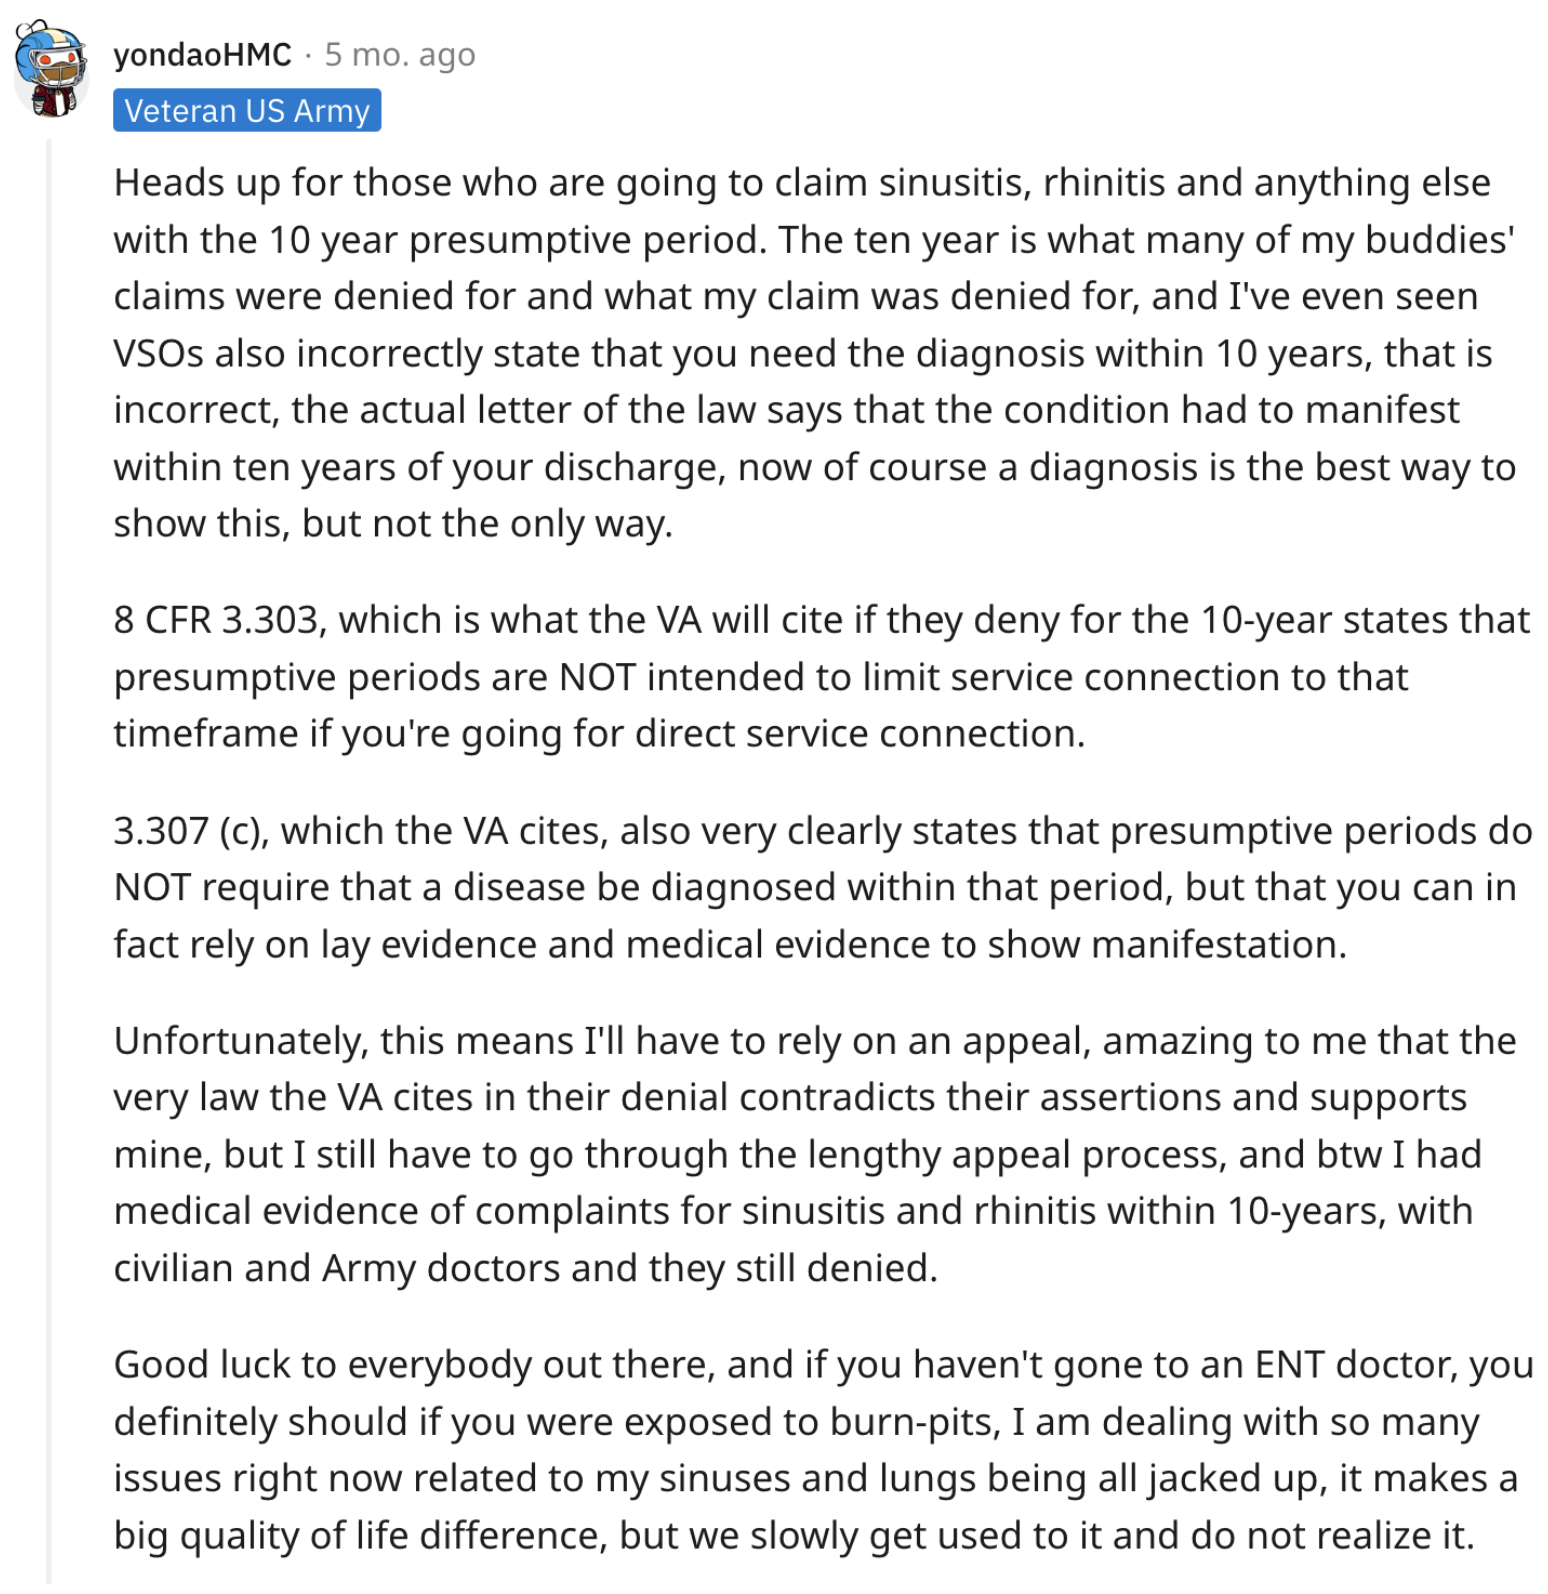 yondaoHMC · 5 mo. ago
Veteran US Army
Heads up for those who are going to claim sinusitis, rhinitis and anything else
with the 10 year presumptive period. The ten year is what many of my buddies'
claims were denied for and what my claim was denied for, and I've even seen
VSOs also incorrectly state that you need the diagnosis within 10 years, that is
incorrect, the actual letter of the law says that the condition had to manifest
within ten years of your discharge, now of course a diagnosis is the best way to
show this, but not the only way.
8 CFR 3.303, which is what the VA will cite if they deny for the 10-year states that
presumptive periods are NOT intended to limit service connection to that
timeframe if you're going for direct service connection.
3.307 (c), which the VA cites, also very clearly states that presumptive periods do
NOT require that a disease be diagnosed within that period, but that you can in
fact rely on lay evidence and medical evidence to show manifestation.
Unfortunately, this means I'll have to rely on an appeal, amazing to me that the
very law the VA cites in their denial contradicts their assertions and supports
mine, but I still have to go through the lengthy appeal process, and btw I had
medical evidence of complaints for sinusitis and rhinitis within 10-years, with
civilian and Army doctors and they still denied.
Good luck to everybody out there, and if you haven't gone to an ENT doctor, you
definitely should if you were exposed to burn-pits, I am dealing with so many
issues right now related to my sinuses and lungs being all jacked up, it makes a
big quality of life difference, but we slowly get used to it and do not realize it.